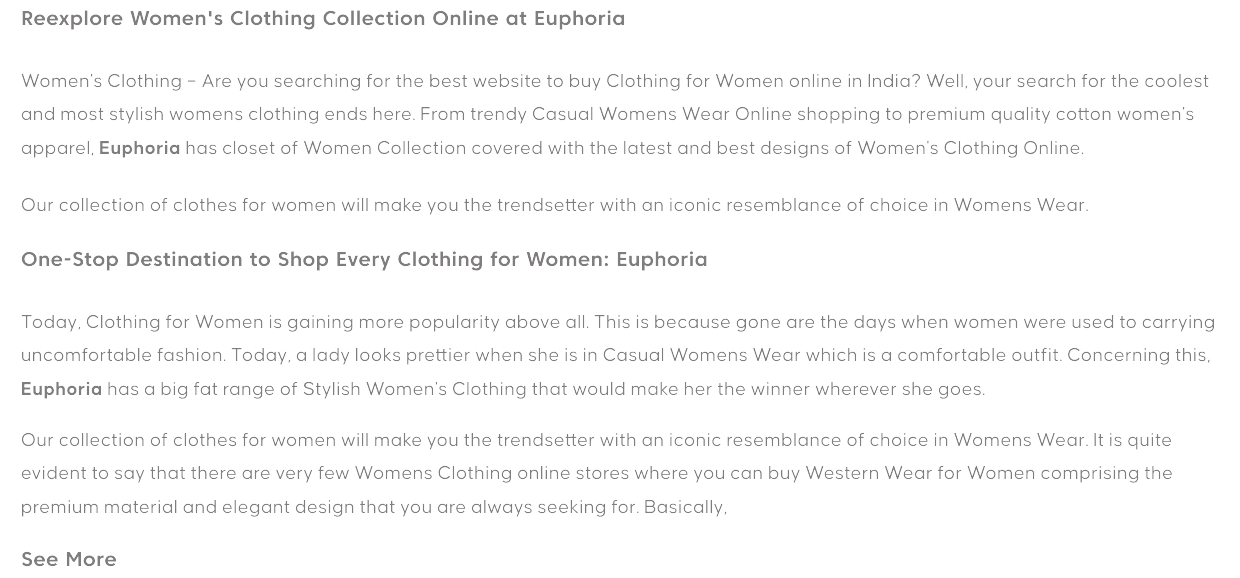 Reexplore Women's Clothing Collection Online at Euphoria
Women's Clothing – Are you searching for the best website to buy Clothing for Women online in India? Well, your search for the coolest
and most stylish womens clothing ends here. From trendy Casual Womens Wear Online shopping to premium quality cotton women's
apparel, Euphoria has closet of Women Collection covered with the latest and best designs of Women's Clothing Online.
Our collection of clothes for women will make you the trendsetter with an iconic resemblance of choice in Womens Wear.
One-Stop Destination to Shop Every Clothing for Women: Euphoria
Today, Clothing for Women is gaining more popularity above all. This is because gone are the days when women were used to carrying
uncomfortable fashion. Today, a lady looks prettier when she is in Casual Womens Wear which is a comfortable outfit. Concerning this,
Euphoria has a big fat range of Stylish Women's Clothing that would make her the winner wherever she goes.
Our collection of clothes for women will make you the trendsetter with an iconic resemblance of choice in Womens Wear. It is quite
evident to say that there are very few Womens Clothing online stores where you can buy Western Wear for Women comprising the
premium material and elegant design that you are always seeking for. Basically,
See More